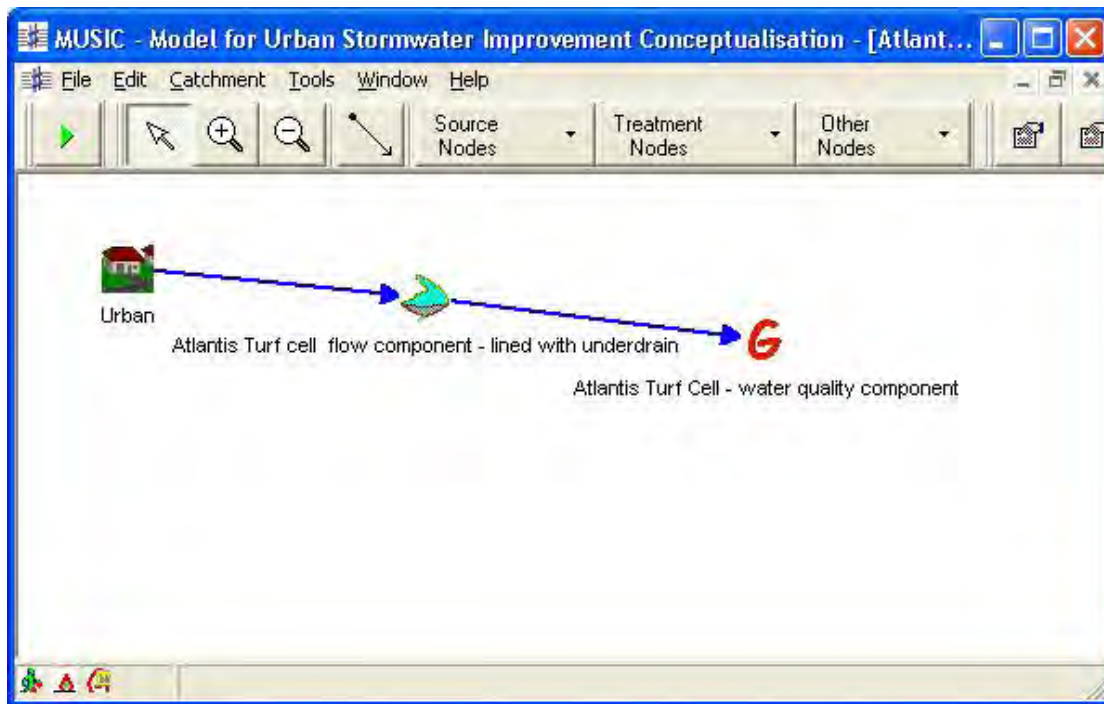 MUSIC - Model for Urban Stormwater Improvement Conceptualisation - [Atlant...
File Edit Catchment Tools Window Help
Source Nodes
Treatment Nodes
Other Nodes
Urban
Atlantis Turf cell flow component - lined with underdrain
G
Atlantis Turf Cell - water quality component